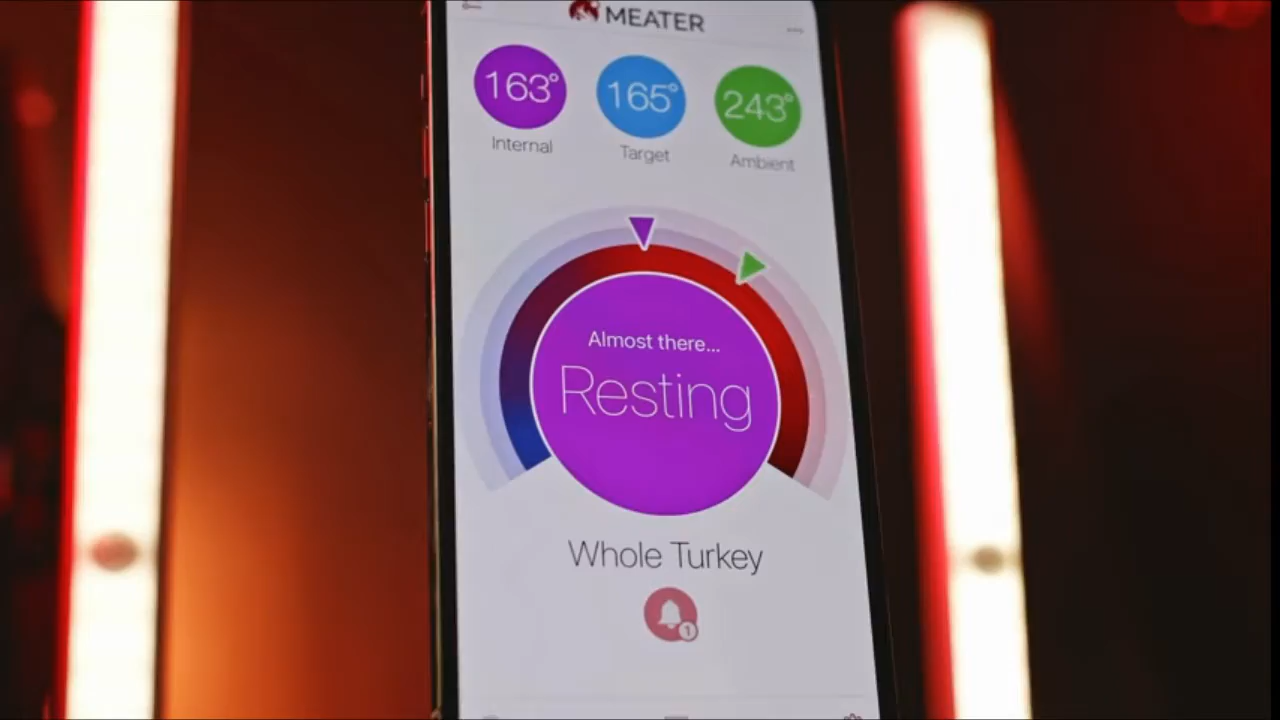 MEATER
163° 165° 243°
Internal Target Ambient
Almost there...
Resting
Whole Turkey
1